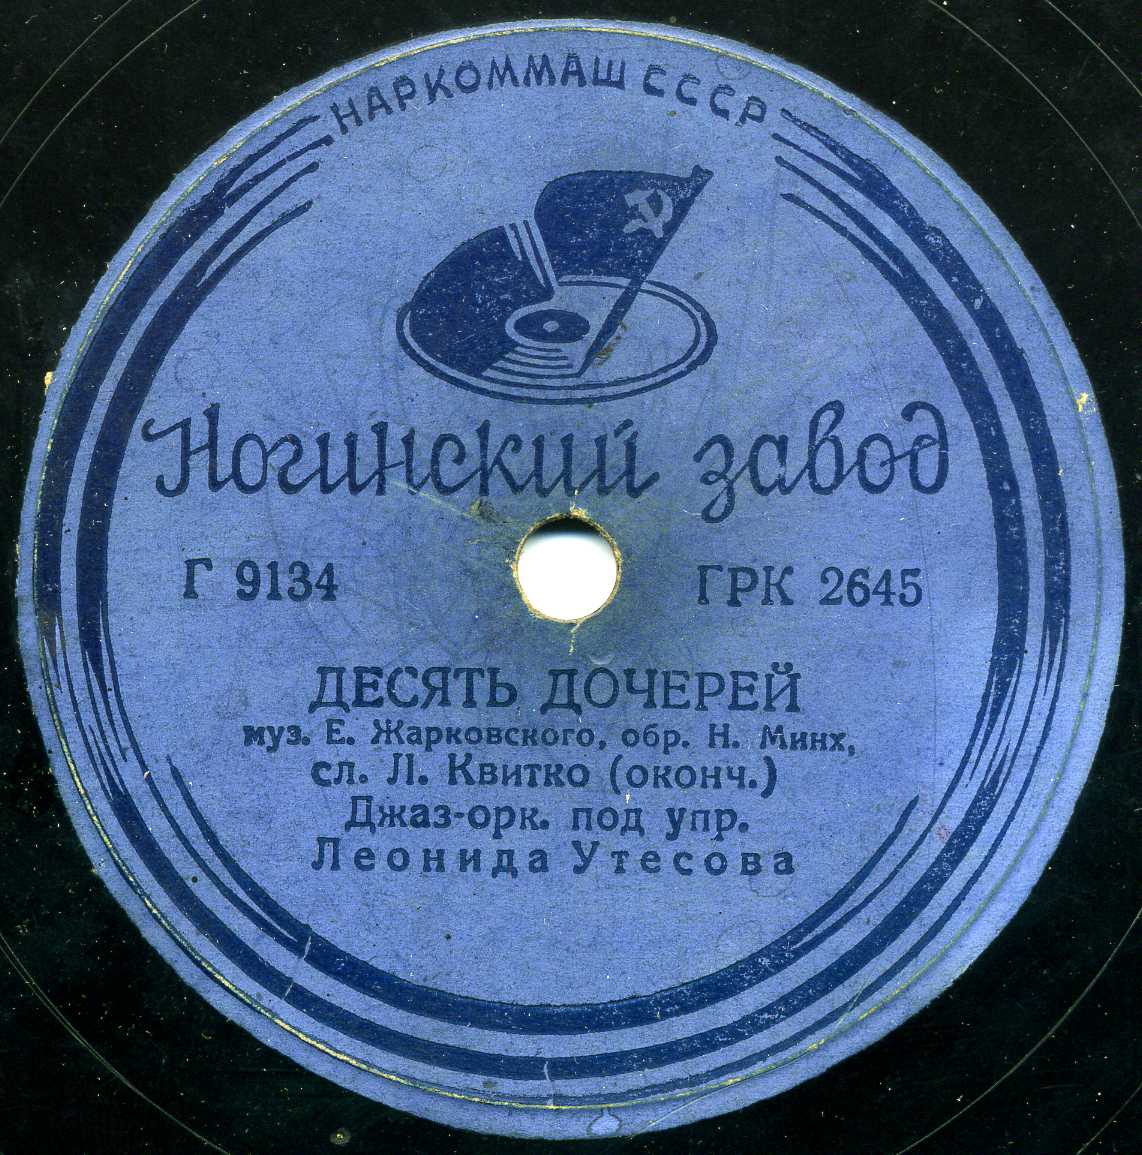 НАРКОММАШ СССР
Ногинский завод
Г 9134
ГРК 2645
ДЕСЯТЬ ДОЧЕРЕЙ
муз. Е. Жарковского, обр. Н. Минх,
сл. Л. Квитко (оконч.)
Джаз-орк. под упр.
Леонида Утесова